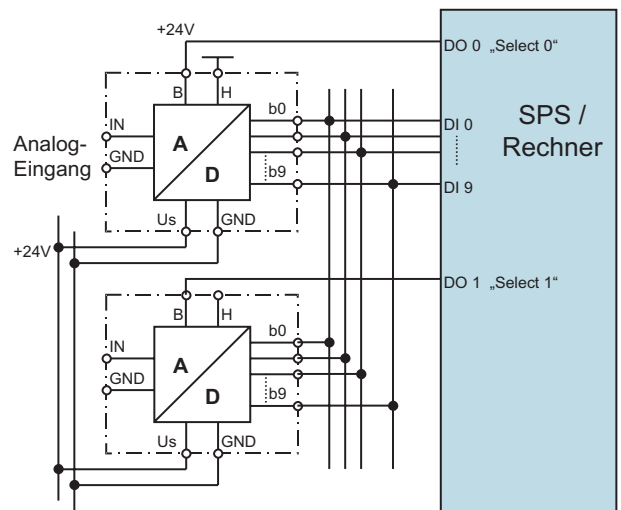 +24V
DO 0 „Select 0“
B
H
b0
IN
A
DI 0
SPS /
Rechner
Analog-
Eingang
GND
D
b9
DI 9
Us
GND
+24V
DO 1 „Select 1“
B
H
b0
IN
A
GND
D
b9
Us
GND